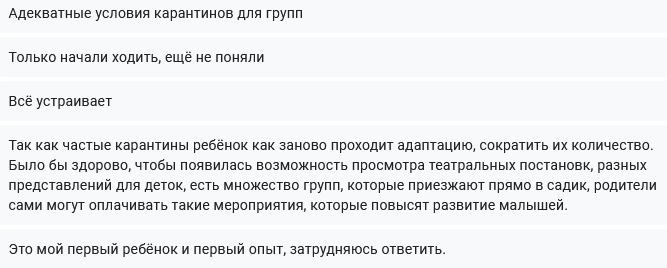 Адекватные условия карантинов для групп
Только начали ходить, ещё не поняли
Всё устраивает
Так как частые карантины ребёнок как заново проходит адаптацию, сократить их количество.
Было бы здорово, чтобы появилась возможность просмотра театральных постановк, разных
представлений для деток, есть множество групп, которые приезжают прямо в садик, родители
сами могут оплачивать такие мероприятия, которые повысят развитие малышей.
Это мой первый ребёнок и первый опыт, затрудняюсь ответить.